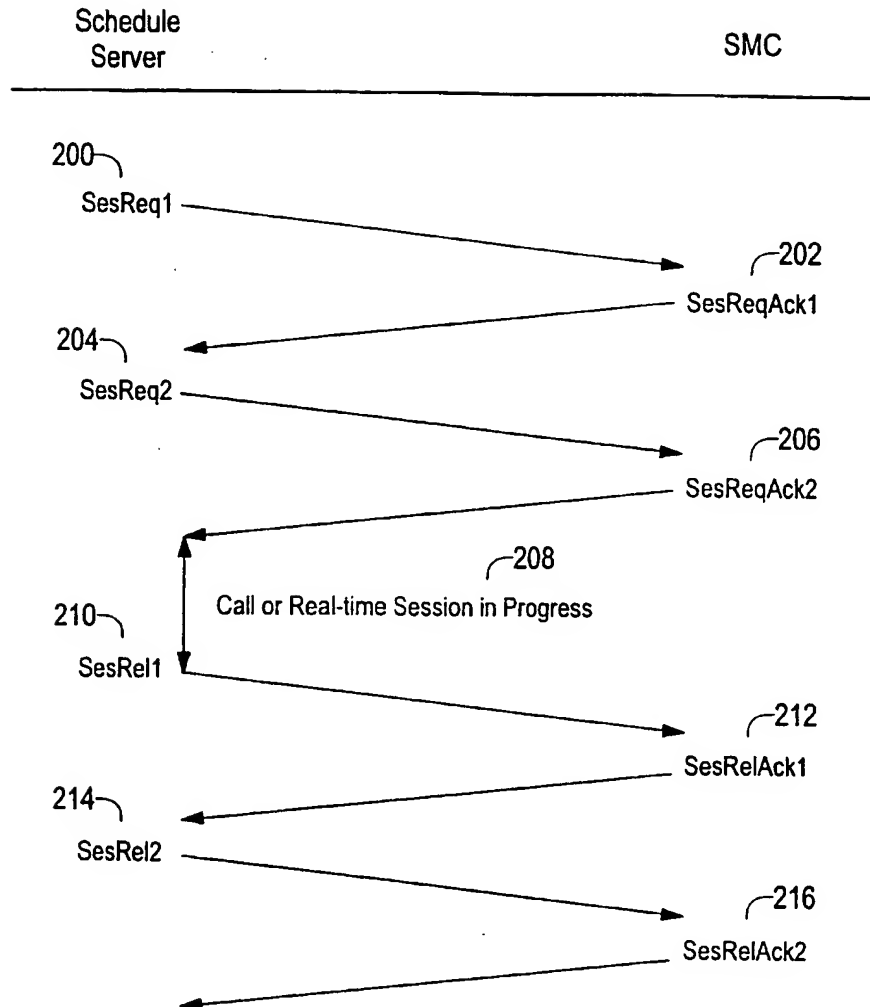 Schedule
Server
SMC
200
SesReq1
202
SesReqAck1
204
SesReq2
206
SesReqAck2
208
Call or Real-time Session in Progress
210
SesRel1
212
SesRelAck1
214
SesRel2
216
SesRelAck2